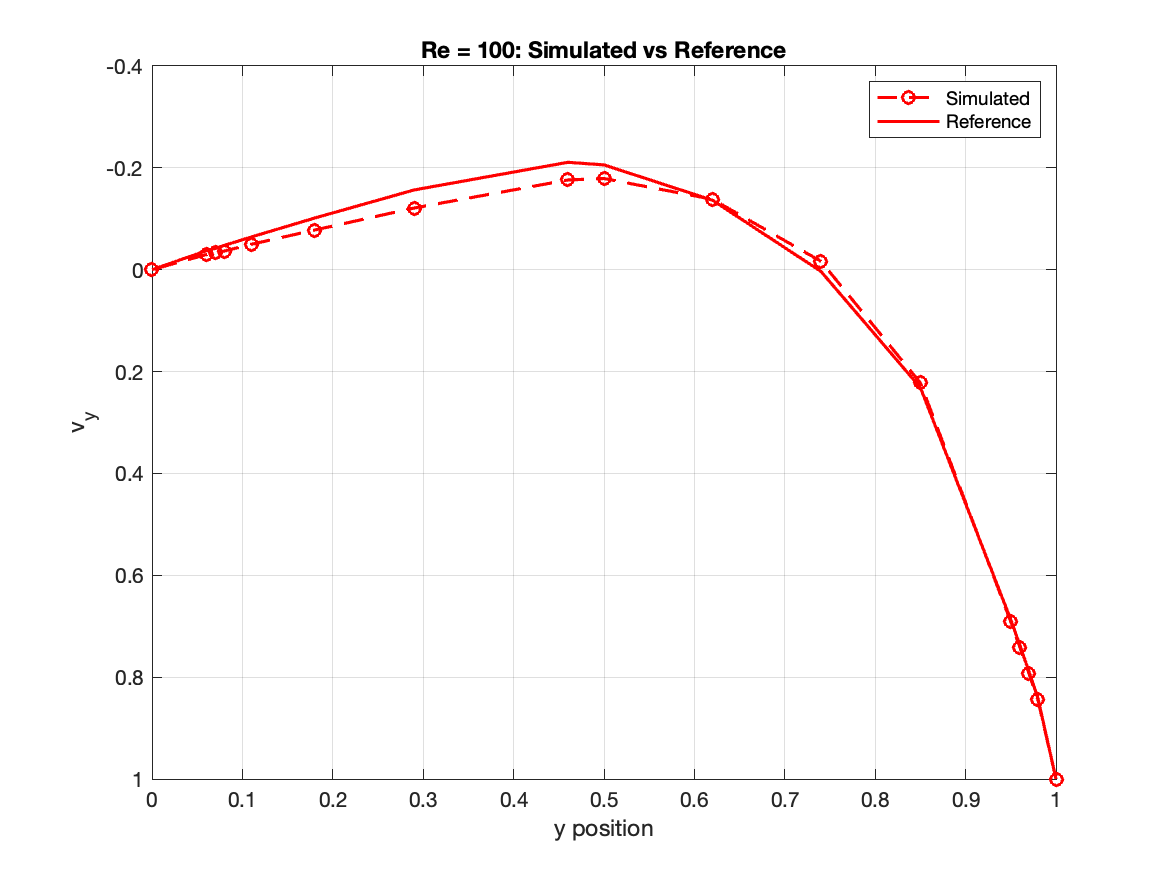 Re = 100: Simulated vs Reference
Simulated
Reference
-0.4
-0.2
0
0.2
0.4
0.6
0.8
1
v_y
0 0.1 0.2 0.3 0.4 0.5 0.6 0.7 0.8 0.9 1
y position